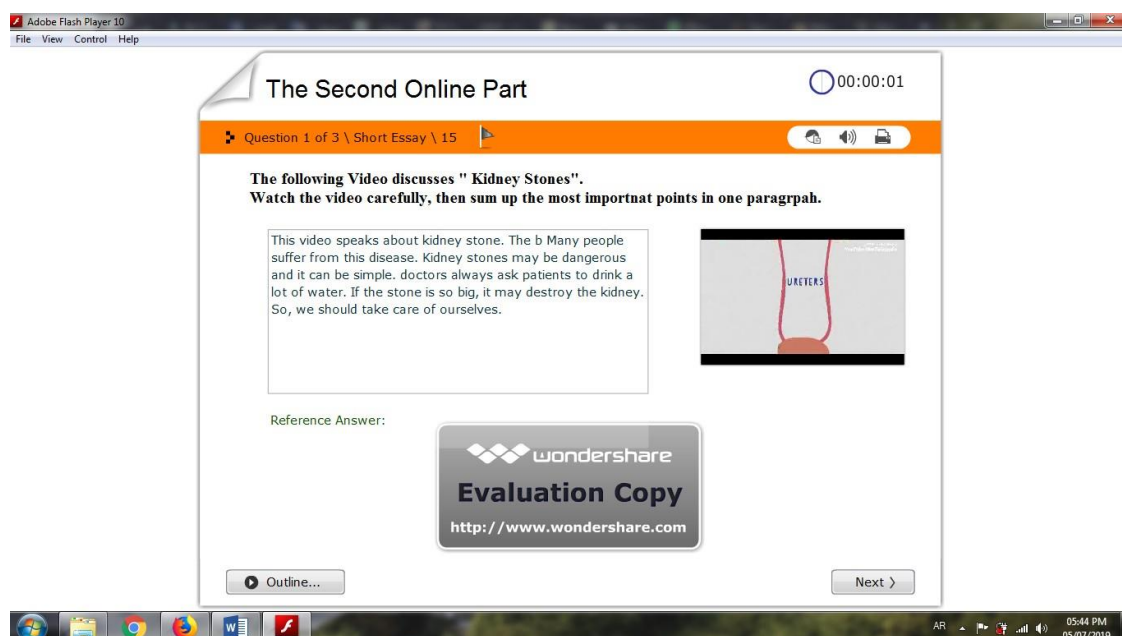 Adobe Flash Player 10
File View Control Help
The Second Online Part
00:00:01
Question 1 of 3 \ Short Essay \ 15
The following Video discusses " Kidney Stones".
Watch the video carefully, then sum up the most importnat points in one paragrpah.
This video speaks about kidney stone. The b Many people
suffer from this disease. Kidney stones may be dangerous
and it can be simple. doctors always ask patients to drink a
lot of water. If the stone is so big, it may destroy the kidney.
So, we should take care of ourselves.
URETERS
Reference Answer:
wondershare
Evaluation Copy
http://www.wondershare.com
Outline...
Next
AR
05:44 PM
05/07/2019